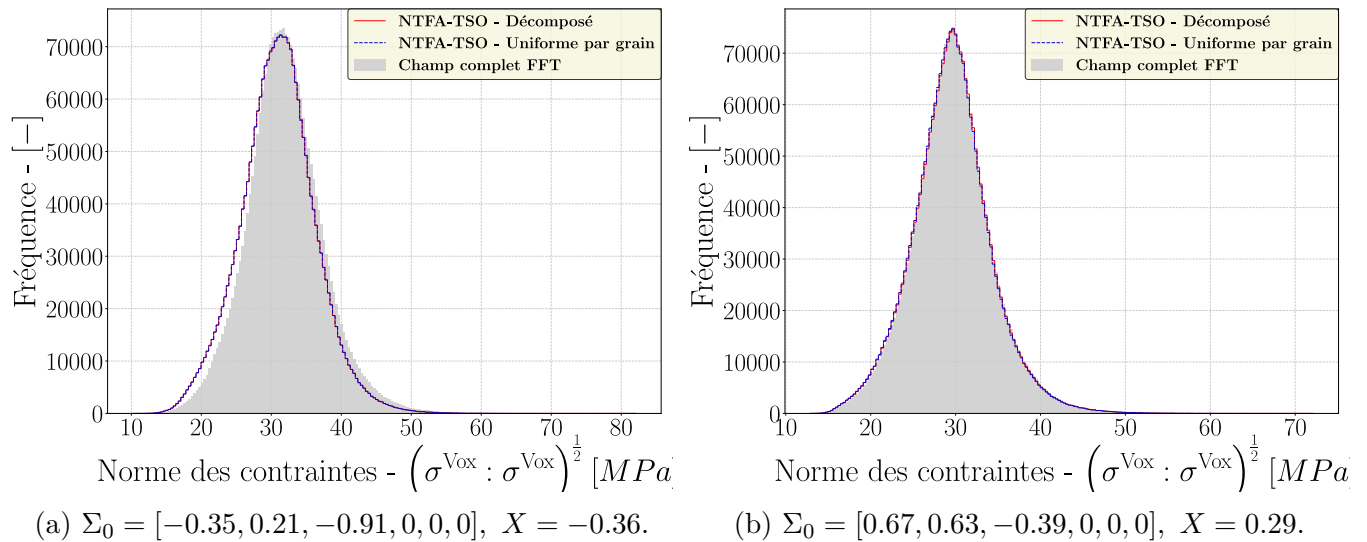 NTFA-TSO - Décomposé
NTFA-TSO - Uniforme par grain
Champ complet FFT
70000
60000
50000
40000
30000
20000
10000
0
Fréquence - [−]
10 20 30 40 50 60 70 80
Norme des contraintes - (σ^Vox : σ^Vox)^1/2 [MPa]
(a) Σ0 = [−0.35, 0.21, −0.91, 0, 0, 0], X = −0.36.
NTFA-TSO - Décomposé
NTFA-TSO - Uniforme par grain
Champ complet FFT
70000
60000
50000
40000
30000
20000
10000
0
Fréquence - [−]
10 20 30 40 50 60 70
Norme des contraintes - (σ^Vox : σ^Vox)^1/2 [MPa]
(b) Σ0 = [0.67, 0.63, −0.39, 0, 0, 0], X = 0.29.